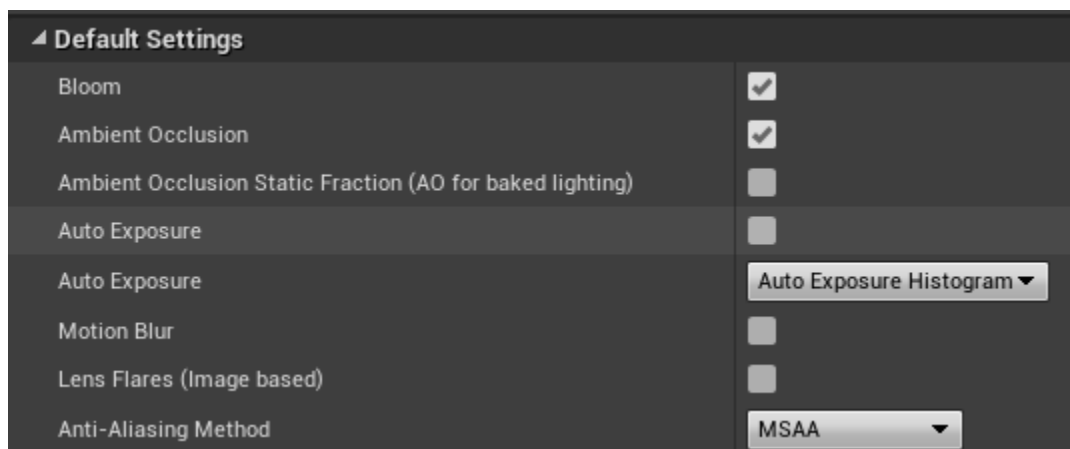 Default Settings
Bloom
Ambient Occlusion
Ambient Occlusion Static Fraction (AO for baked lighting)
Auto Exposure
Auto Exposure Auto Exposure Histogram
Motion Blur
Lens Flares (Image based)
Anti-Aliasing Method MSAA